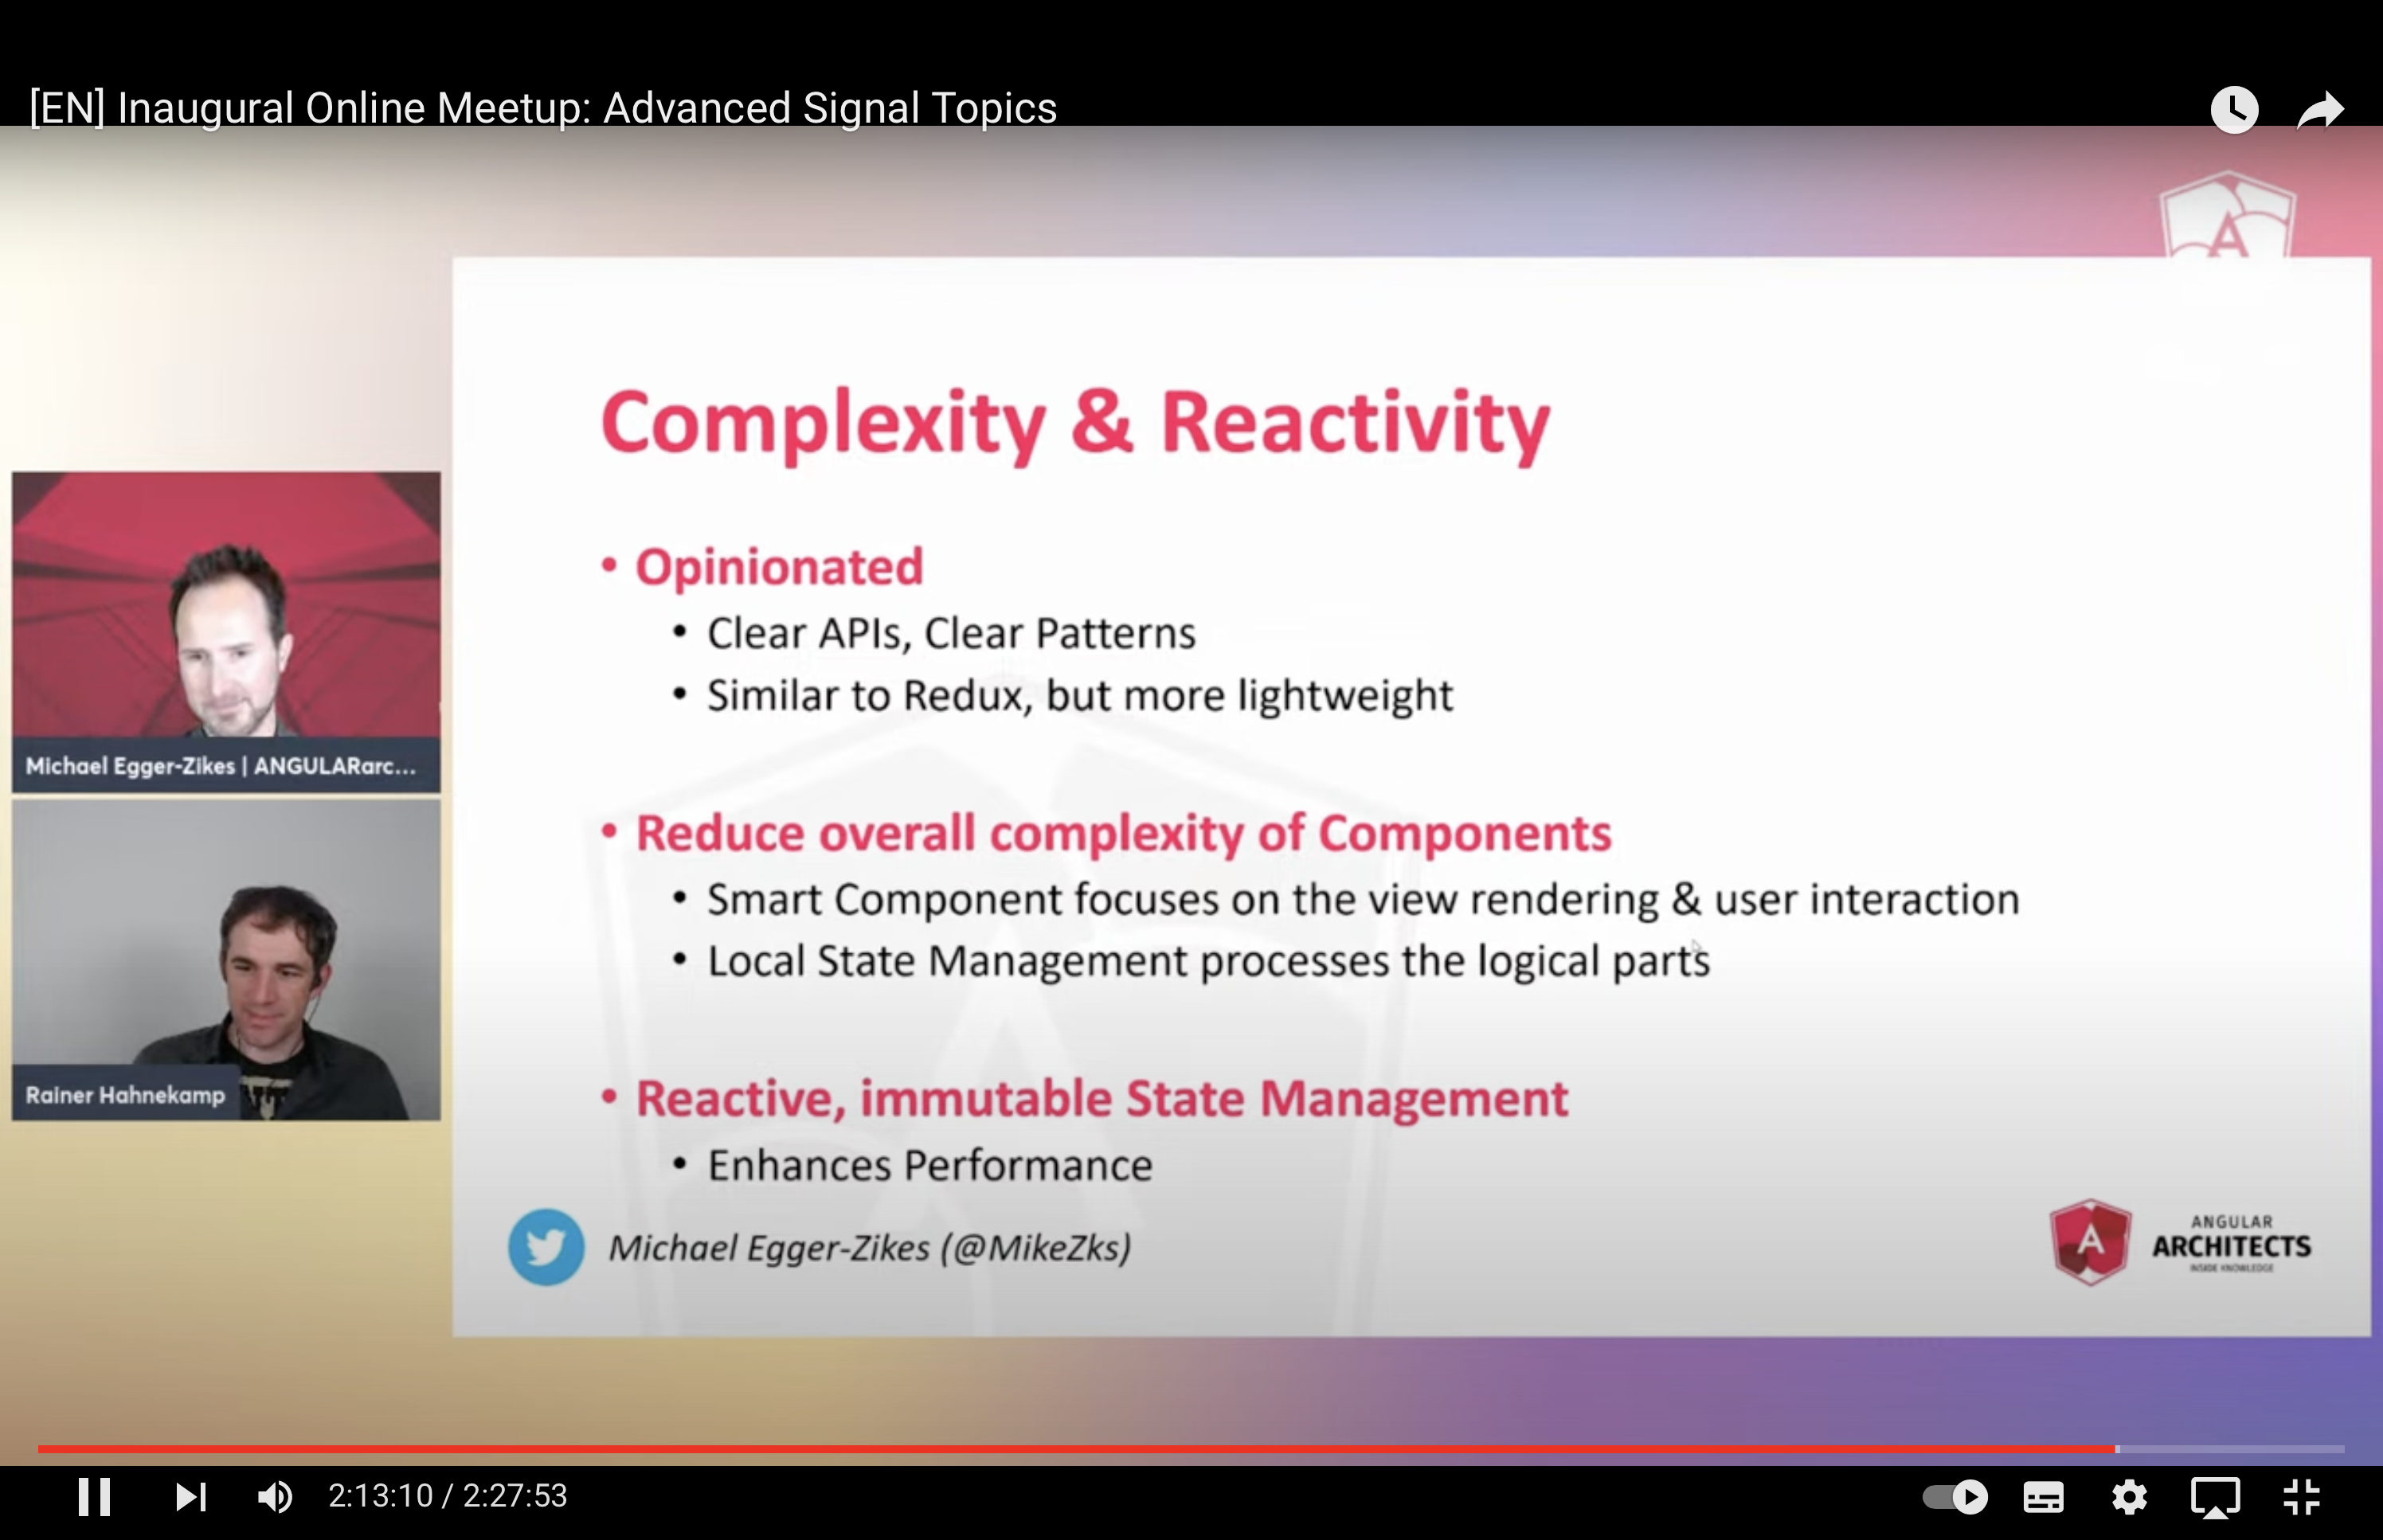 [EN] Inaugural Online Meetup: Advanced Signal Topics
A
Complexity & Reactivity
• Opinionated
• Clear APIs, Clear Patterns
• Similar to Redux, but more lightweight
• Reduce overall complexity of Components
• Smart Component focuses on the view rendering & user interaction
• Local State Management processes the logical parts
• Reactive, immutable State Management
• Enhances Performance
Michael Egger-Zikes | ANGULARarc...
Rainer Hahnekamp
Michael Egger-Zikes (@MikeZks)
A
ANGULAR
ARCHITECTS
INSIDE KNOWLEDGE
2:13:10 / 2:27:53